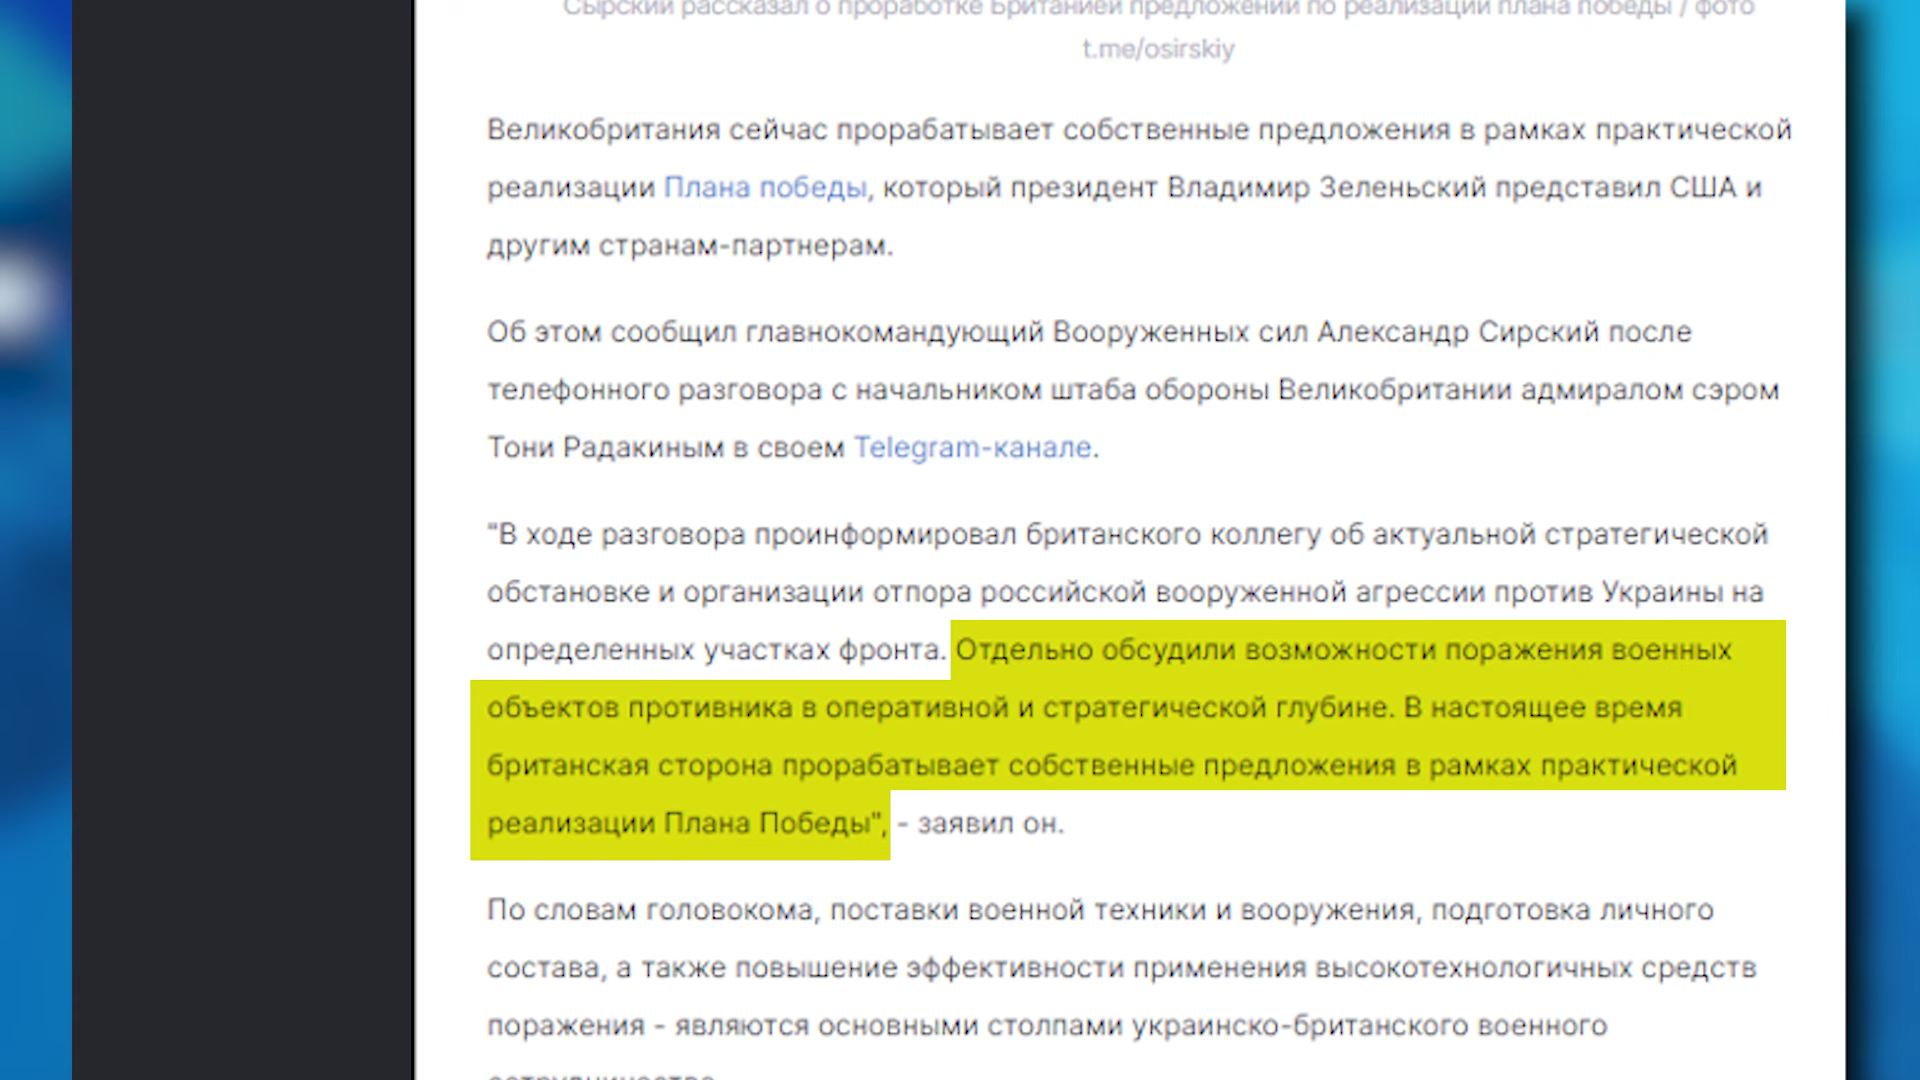 Сырский рассказал о проработке Британией предложений по реализации плана победы / фото
t.me/osirskiy
Великобритания сейчас прорабатывает собственные предложения в рамках практической
реализации Плана победы, который президент Владимир Зеленьский представил США и
другим странам-партнерам.
Об этом сообщил главнокомандующий Вооруженных сил Александр Сирский после
телефонного разговора с начальником штаба обороны Великобритании адмиралом сэром
Тони Радакиным в своем Telegram-канале.
"В ходе разговора проинформировал британского коллегу об актуальной стратегической
обстановке и организации отпора российской вооруженной агрессии против Украины на
определенных участках фронта. Отдельно обсудили возможности поражения военных
объектов противника в оперативной и стратегической глубине. В настоящее время
британская сторона прорабатывает собственные предложения в рамках практической
реализации Плана Победы", - заявил он.
По словам головокома, поставки военной техники и вооружения, подготовка личного
состава, а также повышение эффективности применения высокотехнологичных средств
поражения - являются основными столпами украинско-британского военного